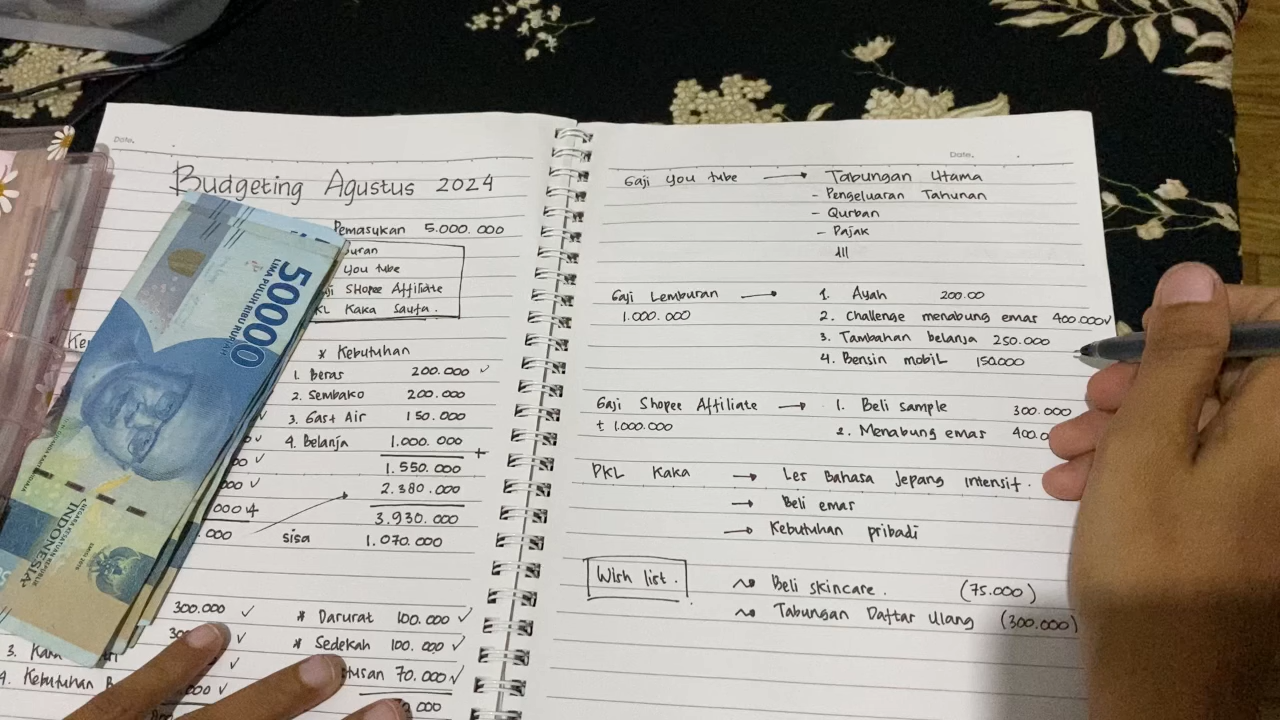 Date.
Budgeting Agustus 2024
Pemasukan 5.000.000
You tube
SHopee Affiliate
Kaka Sauta.
* Kebutuhan
1. Beras 200.000 ✓
2. Sembako 200.000
3. Gas + Air 150.000
4. Belanja 1.000.000 +
1.550.000
2.380.000
3.930.000
sisa 1.070.000
300.000 ✓
* Darurat 100.000 ✓
* Sedekah 100.000 ✓
3.
70.000 ✓
4. Kebutuhan
50000
LIMA PULUH RIBU RUPIAH
NEGARA KESATUAN REPUBLIK
INDONESIA
Date.
Gaji You tube → Tabungan Utama
- Pengeluaran Tahunan
- Qurban
- Pajak
dll
Gaji Lemburan → 1. Ayah 200.00
1.000.000 2. Challenge menabung emas 400.000 ✓
3. Tambahan belanja 250.000
4. Bensin mobil 150.000
Gaji Shopee Affiliate → 1. Beli sample 300.000
± 1.000.000 2. Menabung emas
PKL Kaka → Les Bahasa Jepang Intensif.
→ Beli emas
→ Kebutuhan pribadi
Wish list. Beli skincare. (75.000)
Tabungan Daftar Ulang (300.000)